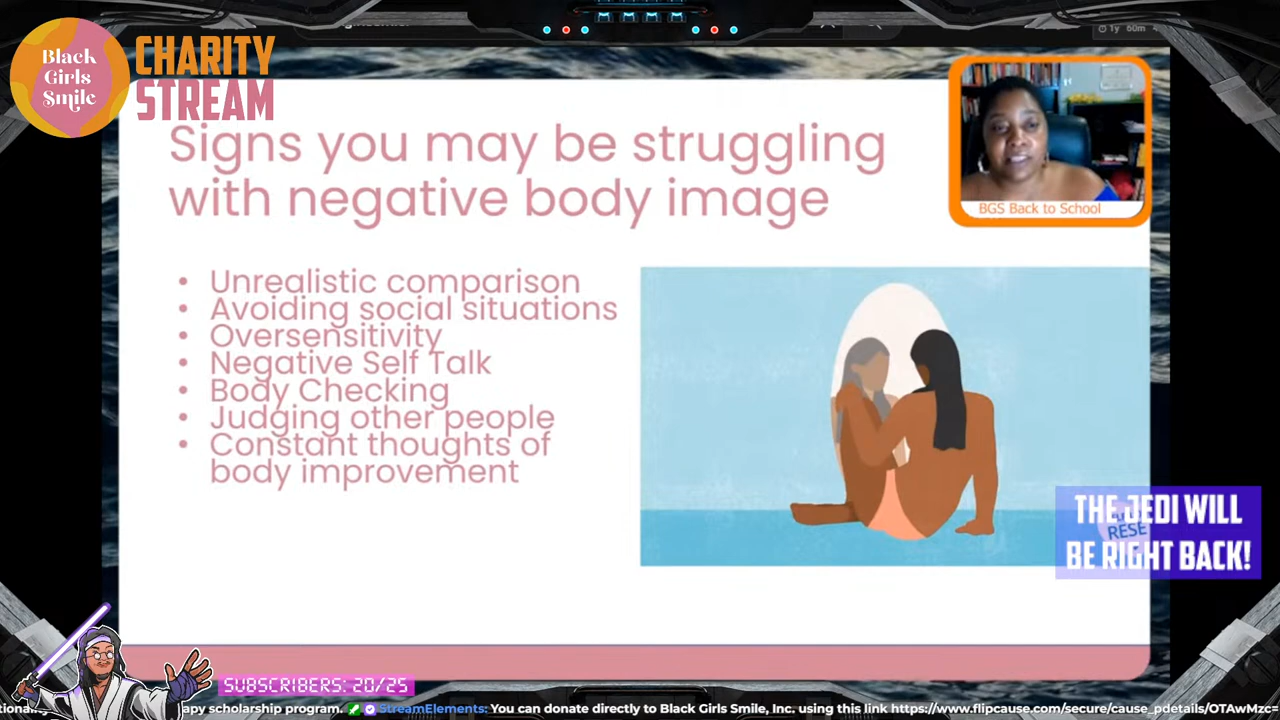 Black
Girls
Smile
CHARITY
STREAM
1y 60m
Signs you may be struggling
with negative body image
BGS Back to School
• Unrealistic comparison
• Avoiding social situations
• Oversensitivity
• Negative Self Talk
• Body Checking
• Judging other people
• Constant thoughts of
body improvement
THE JEDI WILL
RESE
BE RIGHT BACK!
SUBSCRIBERS: 20/25
apy scholarship program. StreamElements: You can donate directly to Black Girls Smile, Inc. using this link https://www.flipcause.com/secure/cause_pdetails/OTAwMzc=